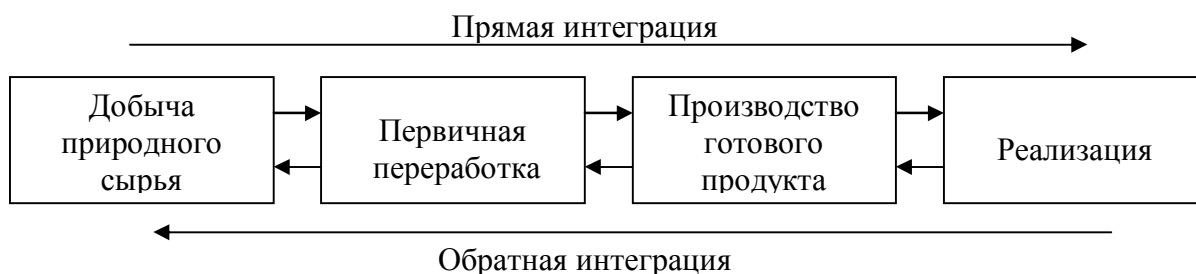 Прямая интеграция
Добыча
природного
сырья
Первичная
переработка
Производство
готового
продукта
Реализация
Обратная интеграция